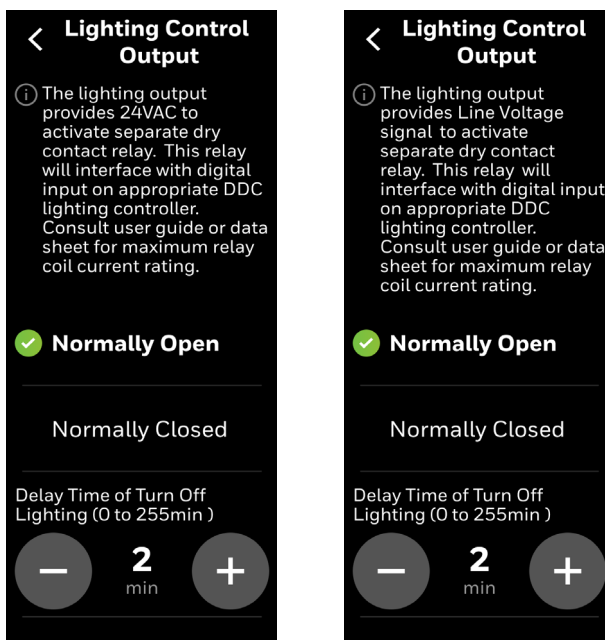 Lighting Control
Output
The lighting output
provides 24VAC to
activate separate dry
contact relay. This relay
will interface with digital
input on appropriate DDC
lighting controller.
Consult user guide or data
sheet for maximum relay
coil current rating.
Normally Open
Normally Closed
Delay Time of Turn Off
Lighting (0 to 255min )
2
min
Lighting Control
Output
The lighting output
provides Line Voltage
signal to activate
separate dry contact
relay. This relay will
interface with digital input
on appropriate DDC
lighting controller.
Consult user guide or data
sheet for maximum relay
coil current rating.
Normally Open
Normally Closed
Delay Time of Turn Off
Lighting (0 to 255min )
2
min